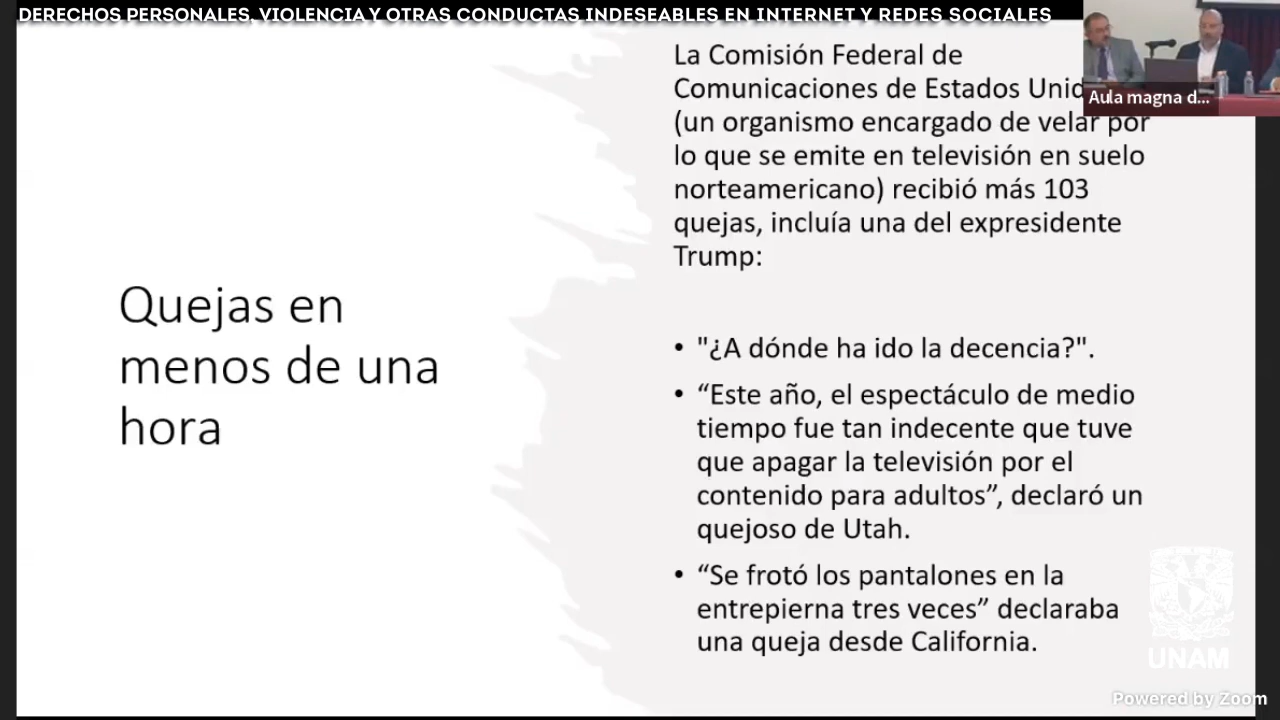 DERECHOS PERSONALES, VIOLENCIA Y OTRAS CONDUCTAS INDESEABLES EN INTERNET Y REDES SOCIALES
Aula magna d...
Quejas en
menos de una
hora
La Comisión Federal de
Comunicaciones de Estados
(un organismo encargado de velar por
lo que se emite en televisión en suelo
norteamericano) recibió más 103
quejas, incluía una del expresidente
Trump:
• "¿A dónde ha ido la decencia?".
• “Este año, el espectáculo de medio
tiempo fue tan indecente que tuve
que apagar la televisión por el
contenido para adultos”, declaró un
quejoso de Utah.
• “Se frotó los pantalones en la
entrepierna tres veces” declaraba
una queja desde California.
UNAM
Powered by Zoom